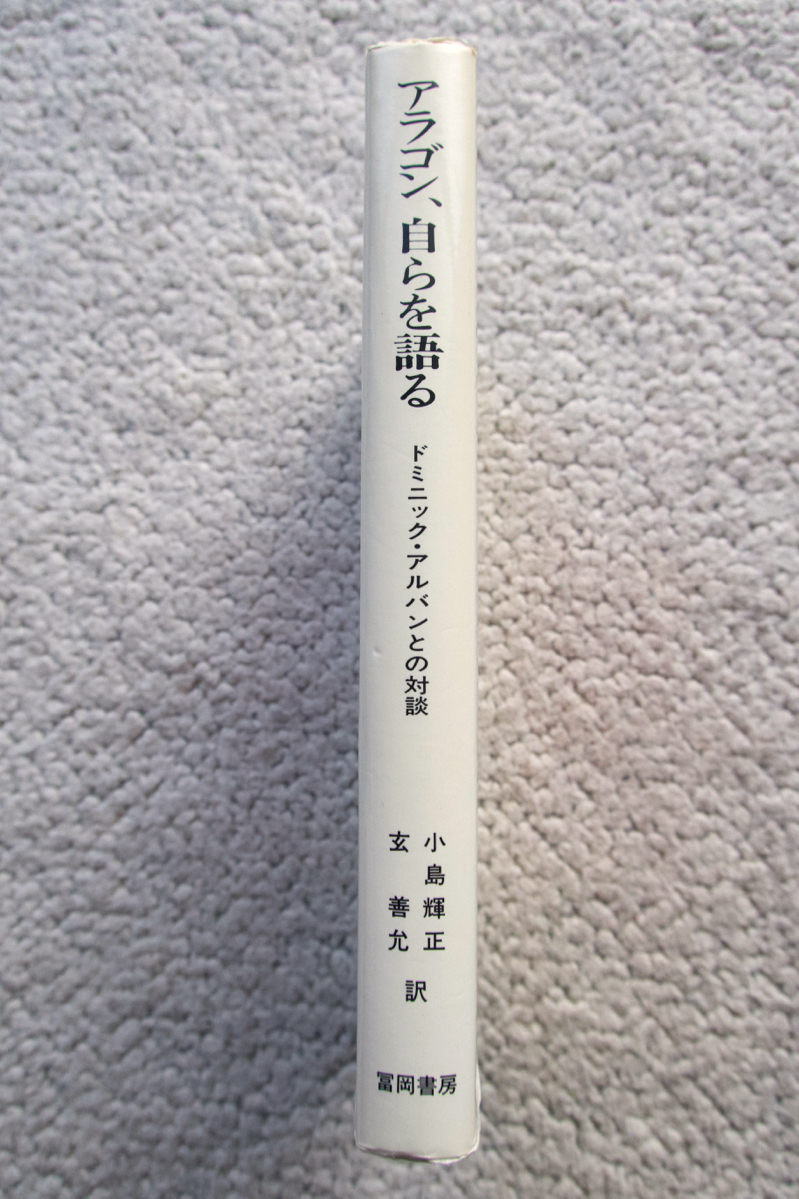 アラゴン、自らを語る
ドミニック・アルバンとの対談
小島輝正
玄善允
訳
冨岡書房